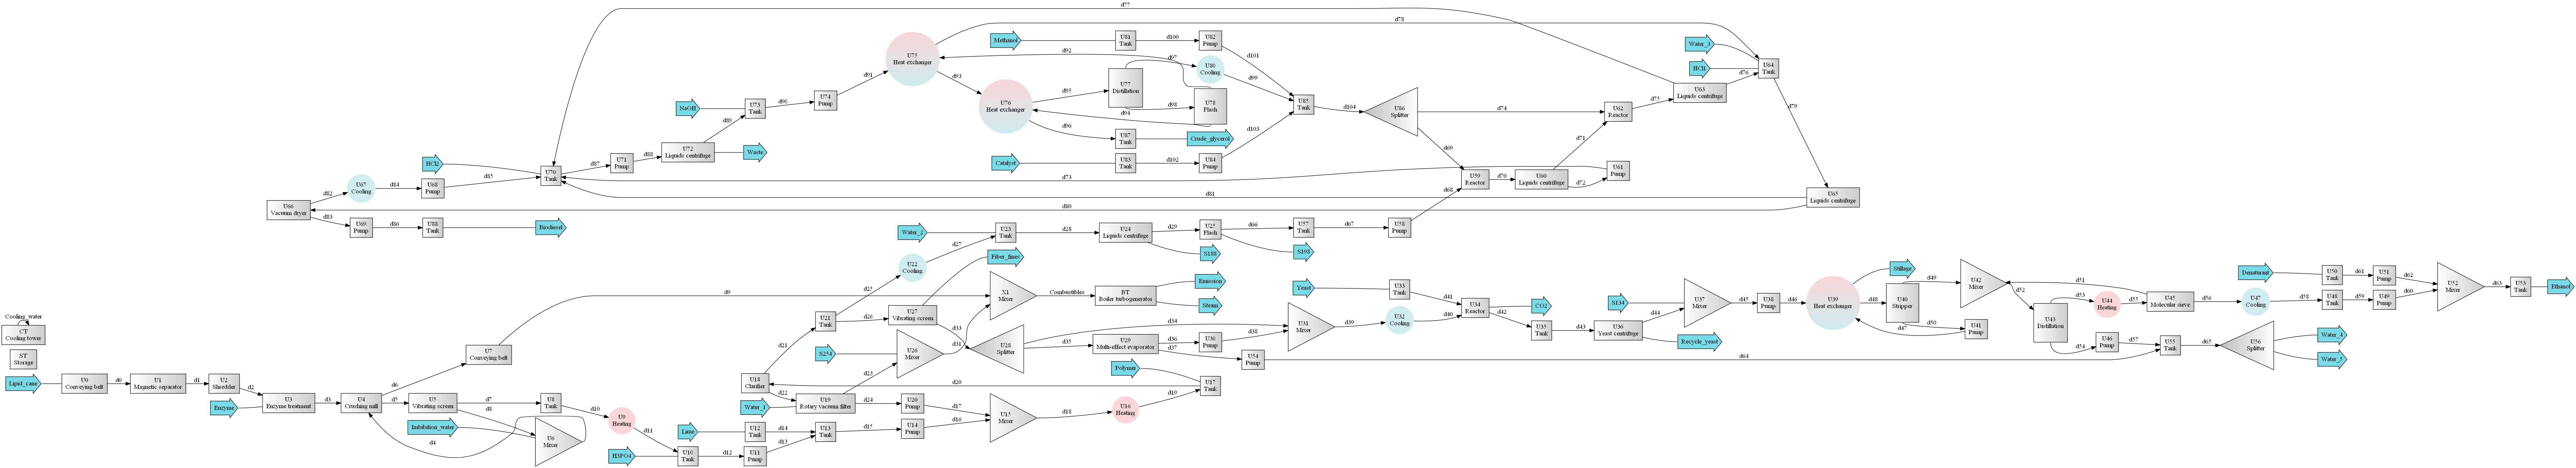 d77
d78
Methanol
U81
Tank
d100
U82
Pump
d101
Water_3
HCl1
U64
Tank
d76
U75
Heat exchanger
d92
d97
U80
Cooling
d99
U77
Distillation
d95
d93
U76
Heat exchanger
d98
U78
Flash
d94
d96
U87
Tank
Crude_glycerol
d91
U74
Pump
NaOH
U73
Tank
d90
d89
U72
Liquids centrifuge
Waste
d88
U71
Pump
d87
U70
Tank
HCl2
U67
Cooling
d84
U68
Pump
d85
d82
U66
Vacuum dryer
d83
U69
Pump
d86
U88
Tank
Biodiesel
Catalyst
U83
Tank
d102
U84
Pump
d103
U85
Tank
d104
U86
Splitter
d74
U62
Reactor
d75
U63
Liquids centrifuge
d79
d69
d71
U59
Reactor
d70
U60
Liquids centrifuge
d72
U61
Pump
d73
d81
d80
U65
Liquids centrifuge
d68
Water_2
U23
Tank
d28
U24
Liquids centrifuge
d29
U25
Flash
d66
U57
Tank
d67
U58
Pump
S188
S190
d27
U22
Cooling
Fiber_fines
d25
U21
Tank
d26
U27
Vibrating screen
d9
X1
Mixer
Combustibles
BT
Boiler turbogenerator
Emission
Steam
d33
d31
U28
Splitter
d34
d35
U29
Multi-effect evaporator
d36
d37
U30
Pump
d38
U54
Pump
d64
U31
Mixer
d39
U32
Cooling
d40
Yeast
U33
Tank
d41
U34
Reactor
CO2
d42
U35
Tank
d43
U36
Yeast centrifuge
d44
Recycle_yeast
S134
U37
Mixer
d45
U38
Pump
d46
U39
Heat exchanger
Stillage
d48
U40
Stripper
d49
d50
U41
Pump
d47
U42
Mixer
d51
d52
U43
Distillation
d53
U44
Heating
d55
U45
Molecular sieve
d56
U47
Cooling
d58
U48
Tank
d59
U49
Pump
d60
Denaturant
U50
Tank
d61
U51
Pump
d62
U52
Mixer
d63
U53
Tank
Ethanol
d54
U46
Pump
d57
U55
Tank
d65
U56
Splitter
Water_4
Water_5
Cooling_water
CT
Cooling tower
ST
Storage
Lipid_cane
U0
Conveying belt
d0
U1
Magnetic separator
d1
U2
Shredder
d2
Enzyme
U3
Enzyme treatment
d3
U4
Crushing mill
d6
U7
Conveying belt
d5
U5
Vibrating screen
d7
d8
Imbibition_water
U6
Mixer
d4
U8
Tank
d10
U9
Heating
d11
H3PO4
U10
Tank
d12
U11
Pump
d13
Lime
U12
Tank
d14
U13
Tank
d15
U14
Pump
d16
S254
U26
Mixer
d21
U18
Clarifier
d20
d22
d23
Water_1
U19
Rotary vacuum filter
d24
U20
Pump
d17
U15
Mixer
d18
U16
Heating
d19
Polymer
U17
Tank